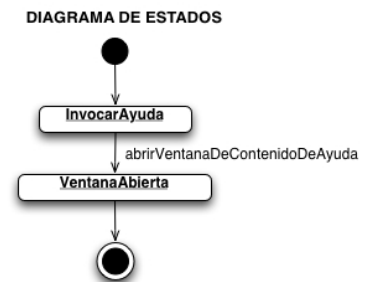 DIAGRAMA DE ESTADOS
InvocarAyuda
abrirVentanaDeContenidoDeAyuda
VentanaAbierta